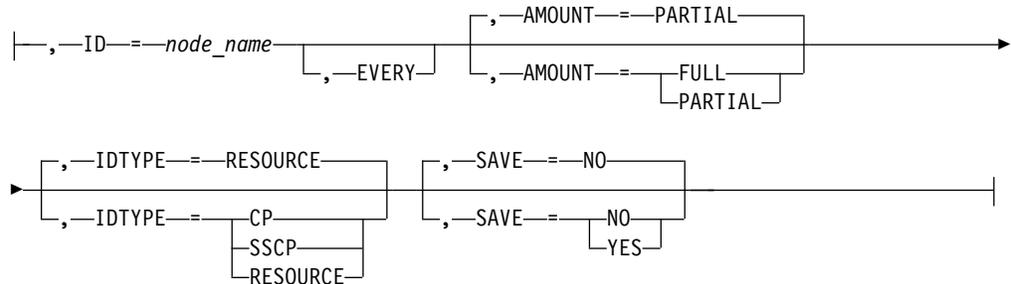 , AMOUNT = PARTIAL
, ID = node_name
, EVERY
, AMOUNT = FULL
PARTIAL
, IDTYPE = RESOURCE
, SAVE = NO
, IDTYPE = CP
, SAVE = NO
SSCP
YES
RESOURCE